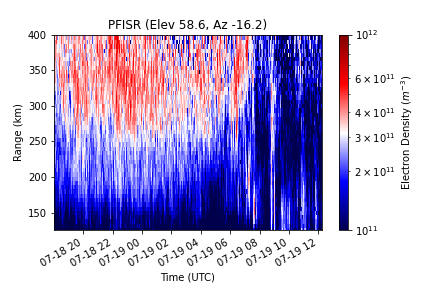 PFISR (Elev 58.6, Az -16.2)
400
350
300
250
200
150
Range (km)
07-18 20
07-18 22
07-19 00
07-19 02
07-19 04
07-19 06
07-19 08
07-19 10
07-19 12
Time (UTC)
10¹²
6 × 10¹¹
4 × 10¹¹
3 × 10¹¹
2 × 10¹¹
10¹¹
Electron Density (m⁻³)